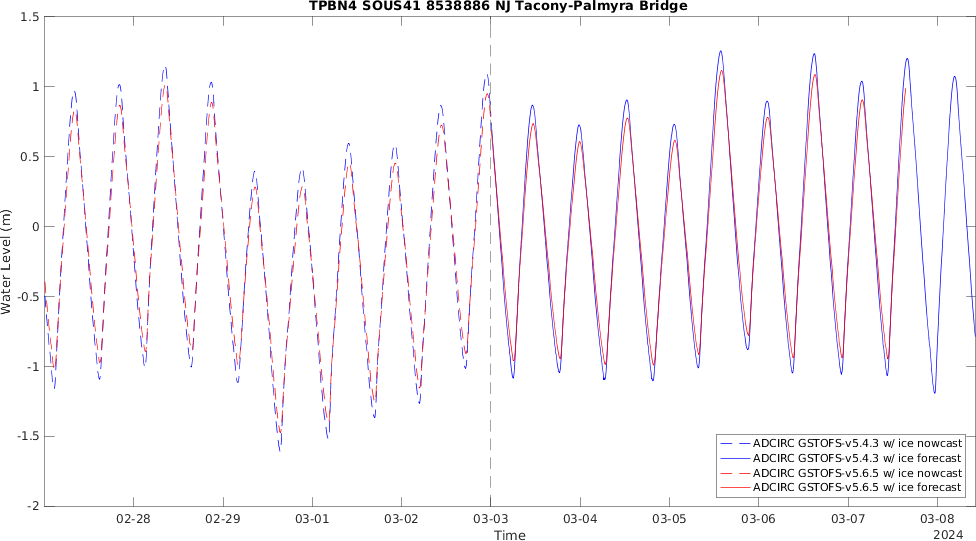 TPBN4 SOUS41 8538886 NJ Tacony-Palmyra Bridge
1.5
1
0.5
0
-0.5
-1
-1.5
-2
Water Level (m)
ADCIRC GSTOFS-v5.4.3 w/ ice nowcast
ADCIRC GSTOFS-v5.4.3 w/ ice forecast
ADCIRC GSTOFS-v5.6.5 w/ ice nowcast
ADCIRC GSTOFS-v5.6.5 w/ ice forecast
02-28 02-29 03-01 03-02 03-03 03-04 03-05 03-06 03-07 03-08
Time 2024